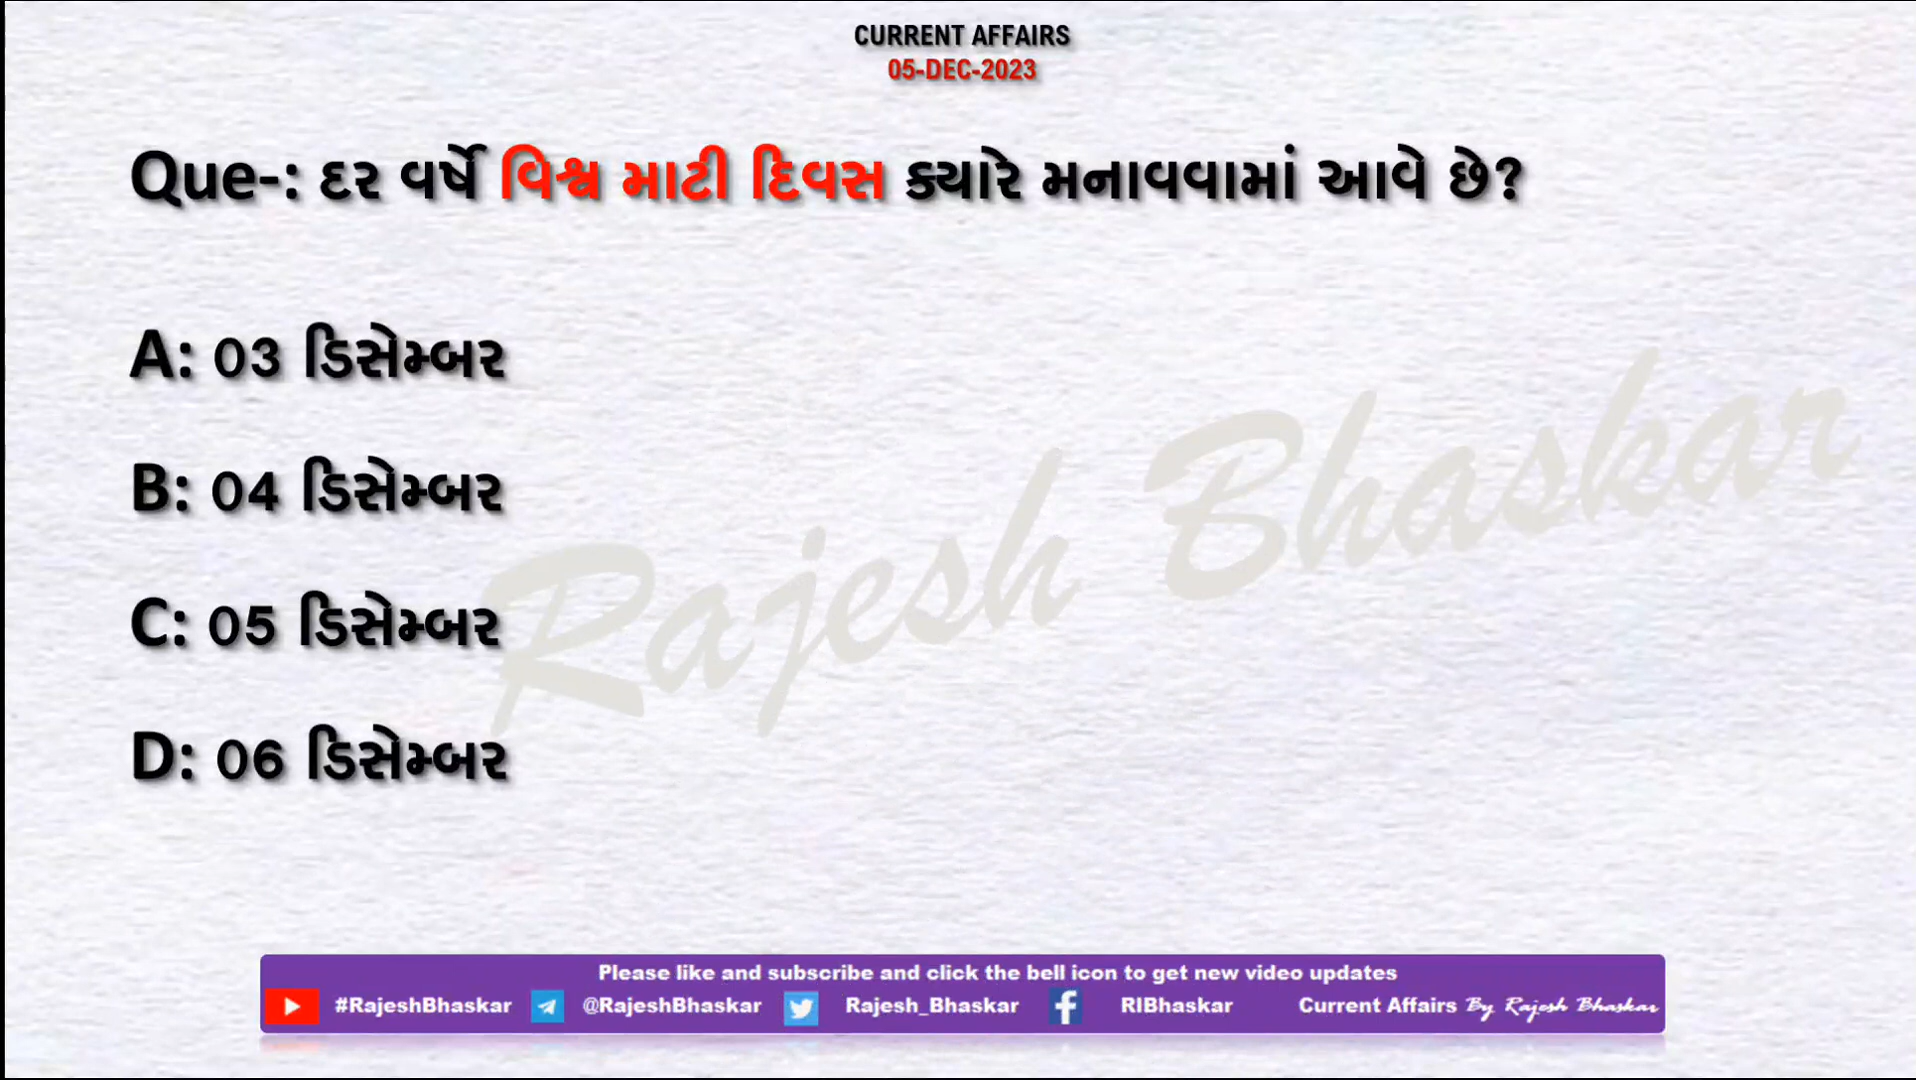 CURRENT AFFAIRS
05-DEC-2023
Que-: દર વર્ષે વિશ્વ માટી દિવસ ક્યારે મનાવવામાં આવે છે?
A: 03 ડિસેમ્બર
B: 04 ડિસેમ્બર
C: 05 ડિસેમ્બર
D: 06 ડિસેમ્બર
Rajesh Bhaskar
Please like and subscribe and click the bell icon to get new video updates
#RajeshBhaskar @RajeshBhaskar Rajesh_Bhaskar RIBhaskar Current Affairs By Rajesh Bhaskar